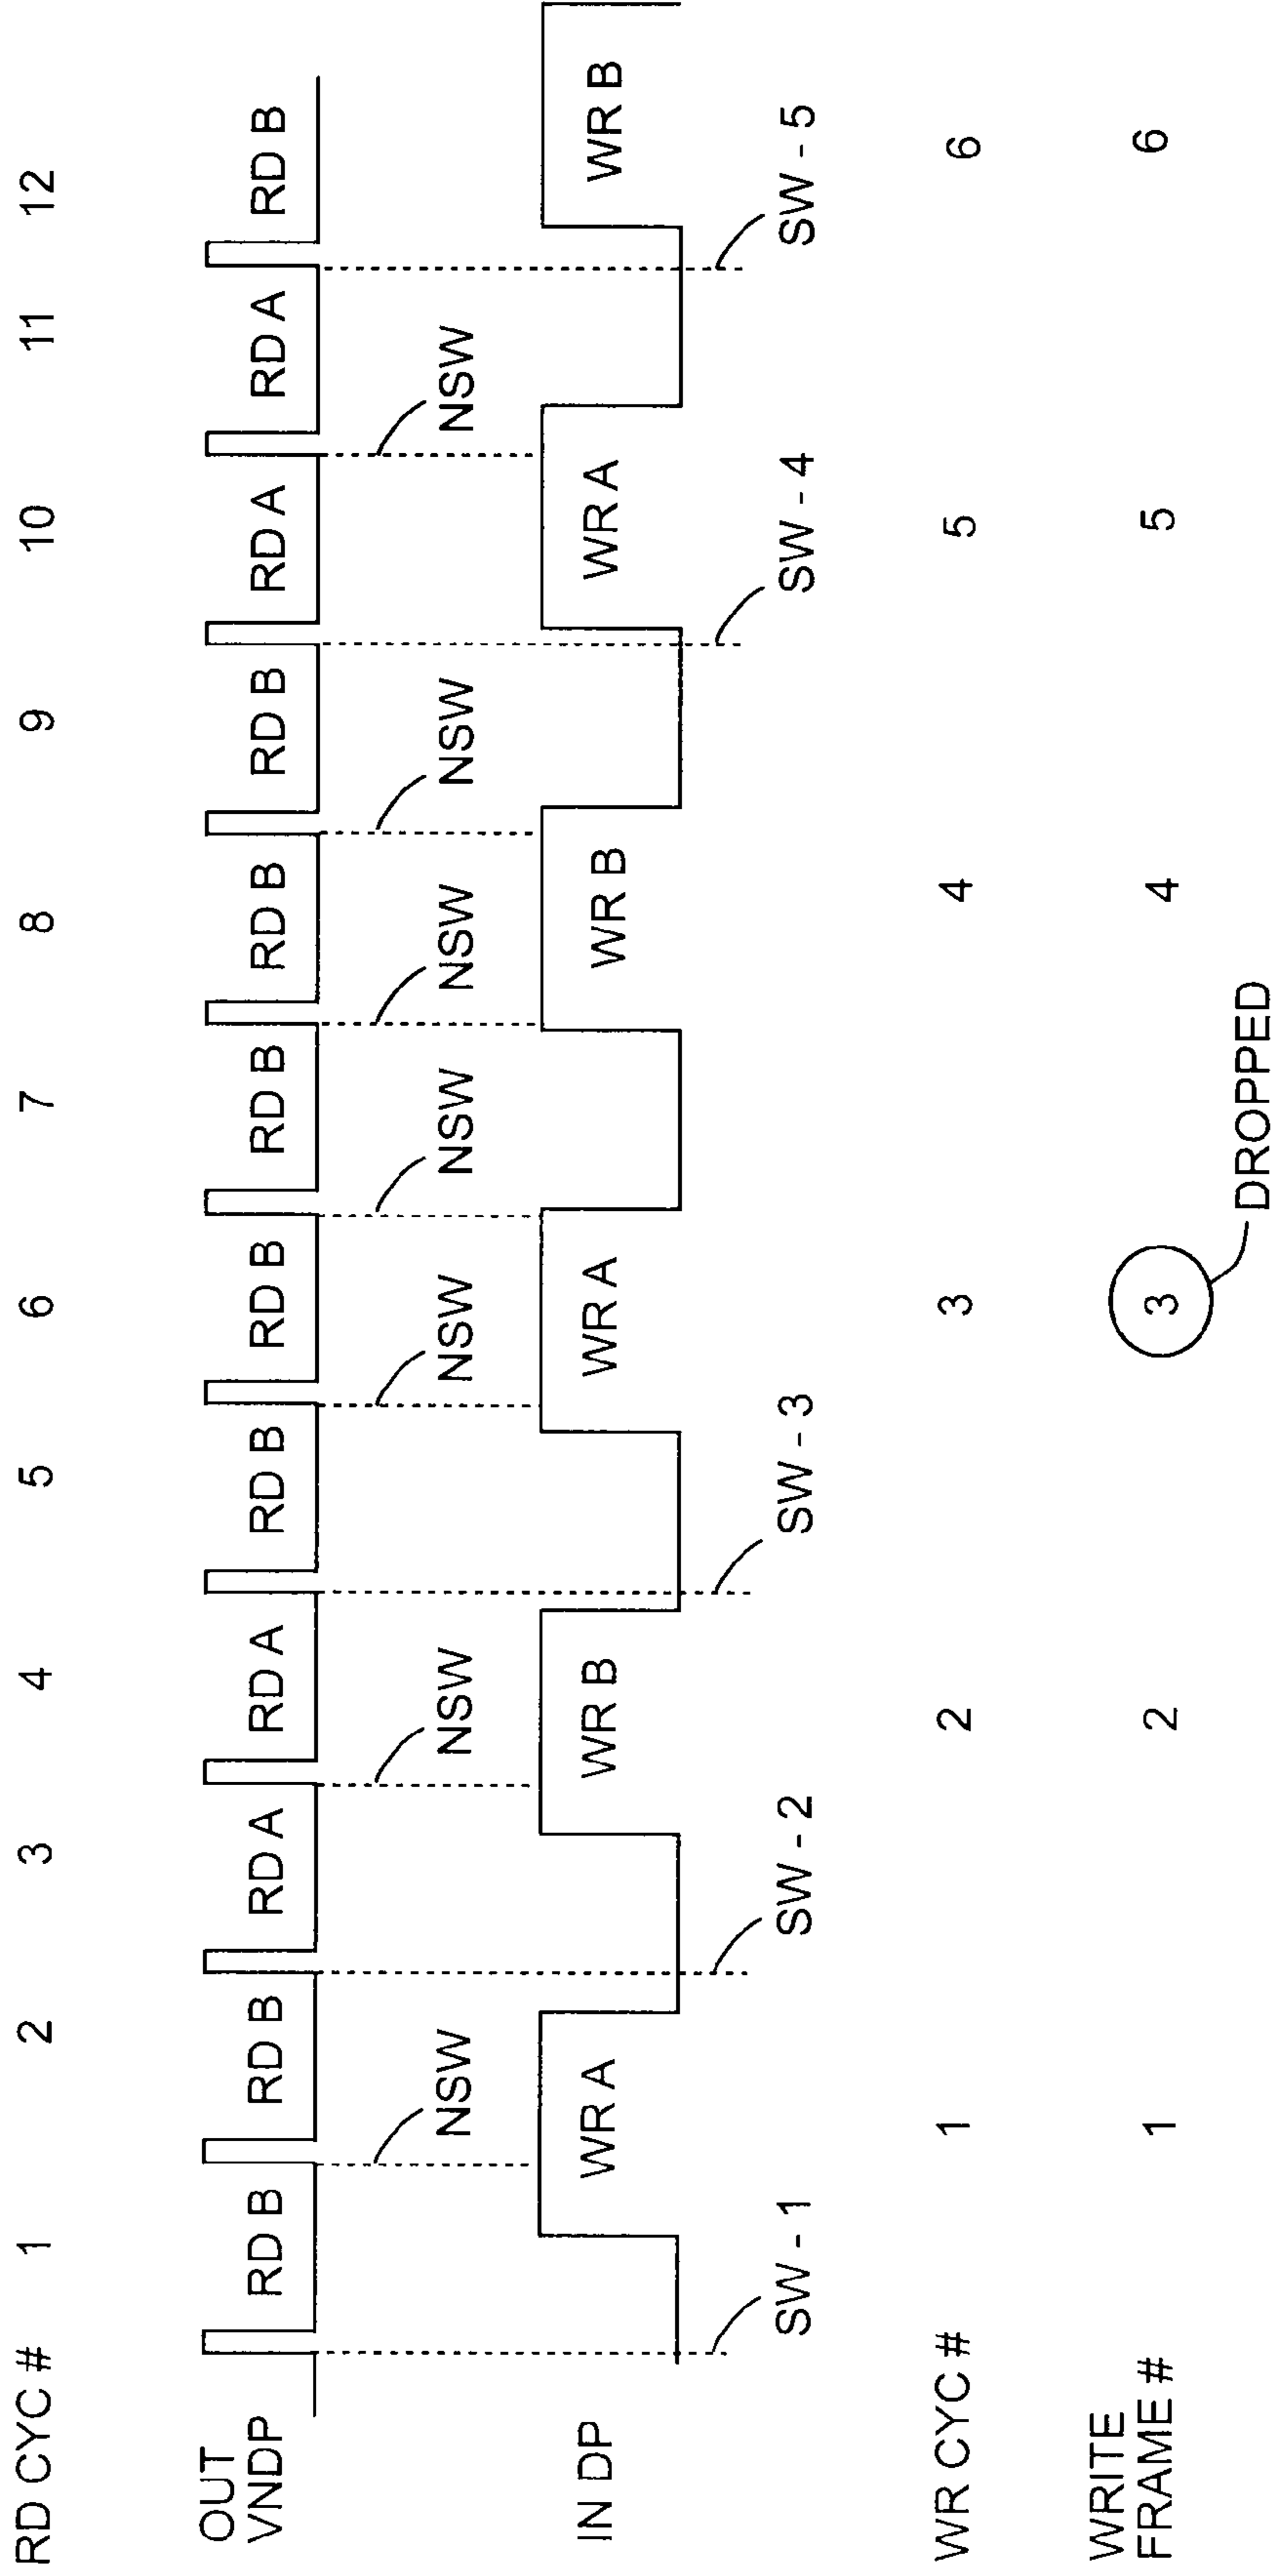 RD CYC # 1 2 3 4 5 6 7 8 9 10 11 12
OUT
VNDP
RD B RD B RD A RD A RD B RD B RD B RD B RD B RD A RD A RD B
NSW NSW NSW NSW NSW NSW NSW
IN DP
WR A WR B WR A WR B WR A WR B
SW - 1 SW - 2 SW - 3 SW - 4 SW - 5
WR CYC # 1 2 3 4 5 6
WRITE
FRAME # 1 2 3 4 5 6
DROPPED